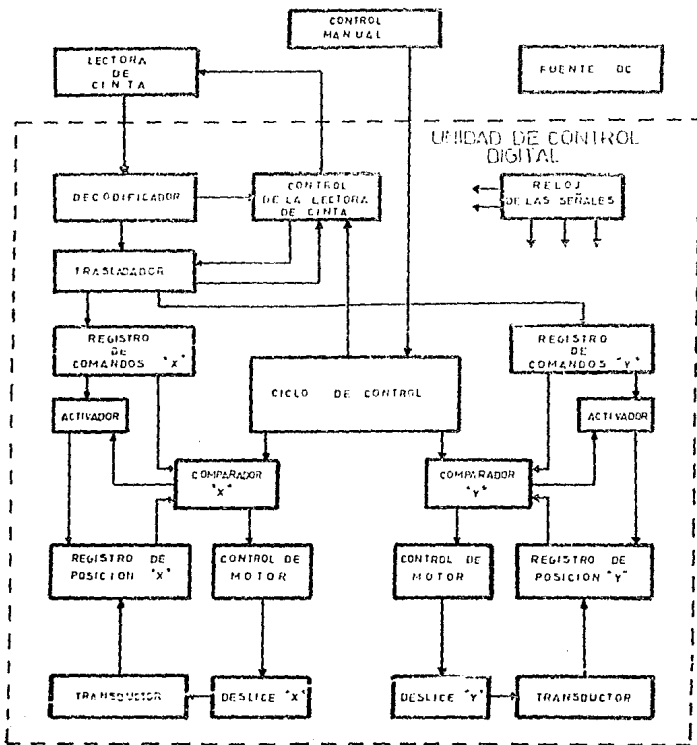 CONTROL
MANUAL
LECTORA
DE
CINTA
FUENTE DC
UNIDAD DE CONTROL
DIGITAL
DECODIFICADOR
CONTROL
DE LA LECTORA
DE CINTA
RELOJ
DE LAS SEÑALES
TRASLADADOR
REGISTRO
DE
COMANDOS "X"
REGISTRO
DE
COMANDOS "Y"
CICLO DE CONTROL
ACTIVADOR
ACTIVADOR
COMPARADOR
"X"
COMPARADOR
"Y"
REGISTRO DE
POSICION "X"
CONTROL DE
MOTOR
CONTROL DE
MOTOR
REGISTRO DE
POSICION "Y"
TRANSDUCTOR
DESLICE "X"
DESLICE "Y"
TRANSDUCTOR